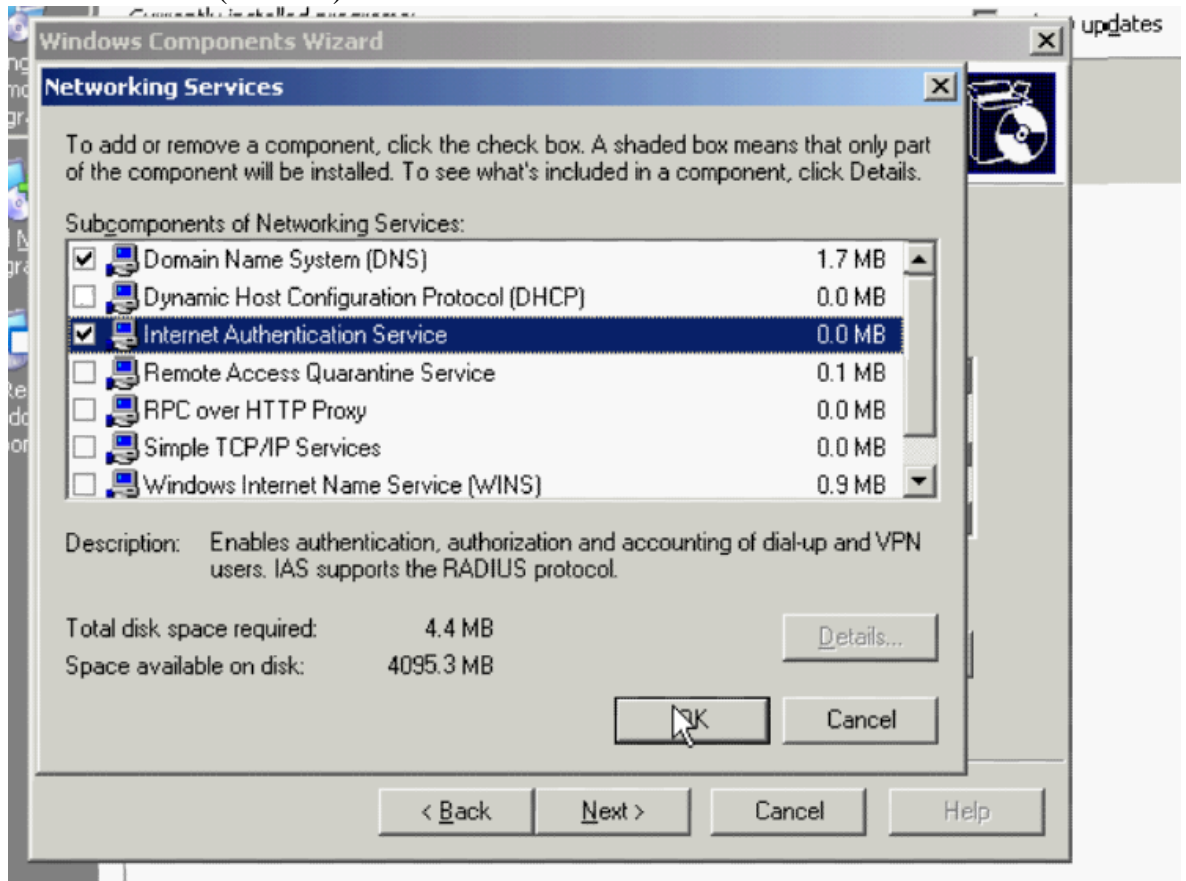 Currently installed programs:
updates
Windows Components Wizard
Networking Services
To add or remove a component, click the check box. A shaded box means that only part
of the component will be installed. To see what's included in a component, click Details.
Subcomponents of Networking Services:
Domain Name System (DNS) 1.7 MB
Dynamic Host Configuration Protocol (DHCP) 0.0 MB
Internet Authentication Service 0.0 MB
Remote Access Quarantine Service 0.1 MB
RPC over HTTP Proxy 0.0 MB
Simple TCP/IP Services 0.0 MB
Windows Internet Name Service (WINS) 0.9 MB
Description: Enables authentication, authorization and accounting of dial-up and VPN
users. IAS supports the RADIUS protocol.
Total disk space required: 4.4 MB
Details...
Space available on disk: 4095.3 MB
OK Cancel
< Back Next > Cancel Help